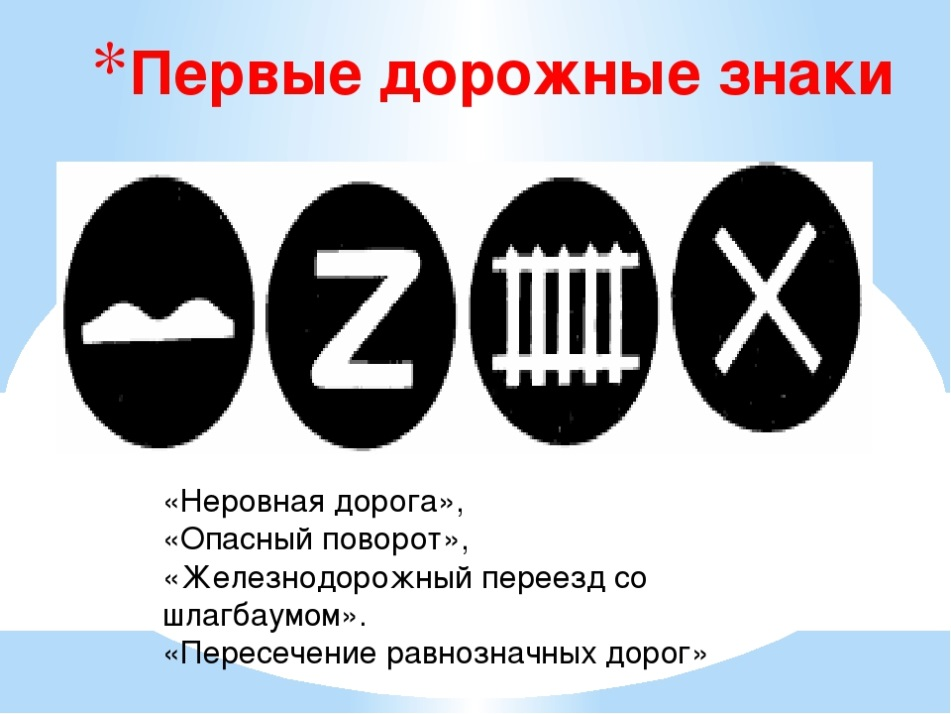 *Первые дорожные знаки
«Неровная дорога»,
«Опасный поворот»,
«Железнодорожный переезд со
шлагбаумом».
«Пересечение равнозначных дорог»